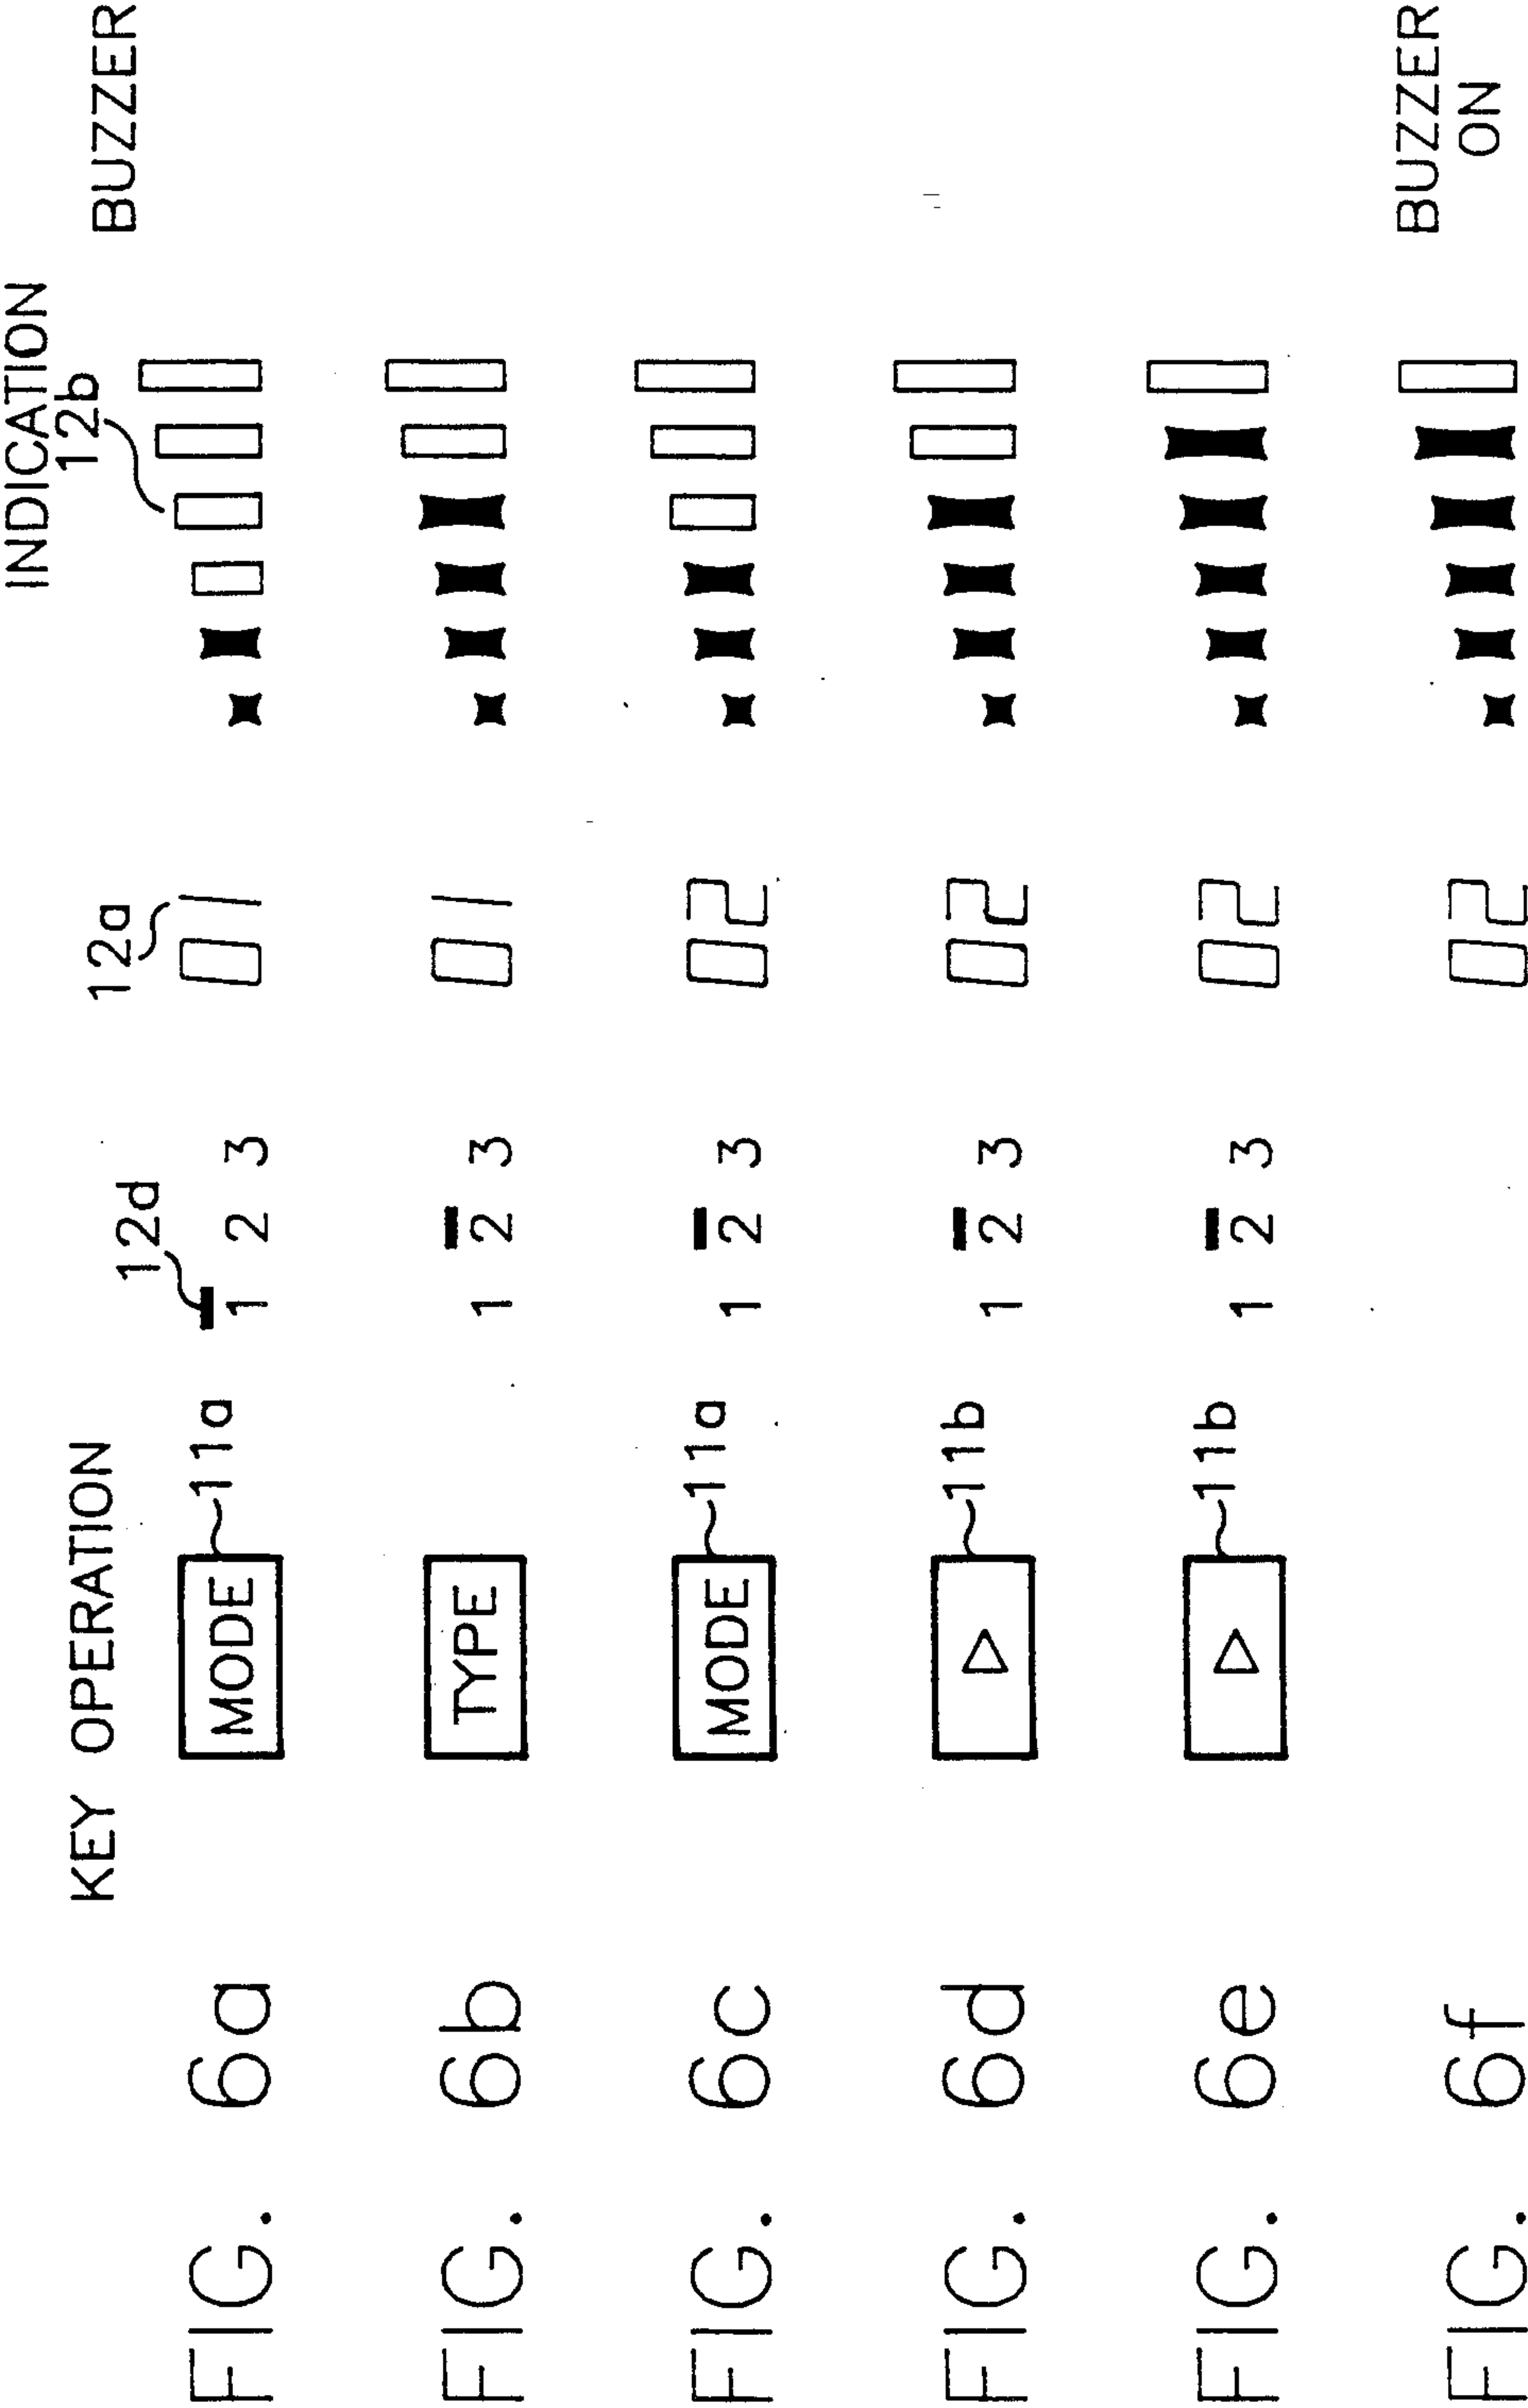 INDICATION
KEY OPERATION 12d 12a 12b BUZZER
FIG. 6a MODE 11a 1 2 3 01
FIG. 6b TYPE 1 2 3 01
FIG. 6c MODE 11a 1 2 3 02
FIG. 6d ▷ 11b 1 2 3 02
FIG. 6e ▷ 11b 1 2 3 02
FIG. 6f 02 BUZZER
ON